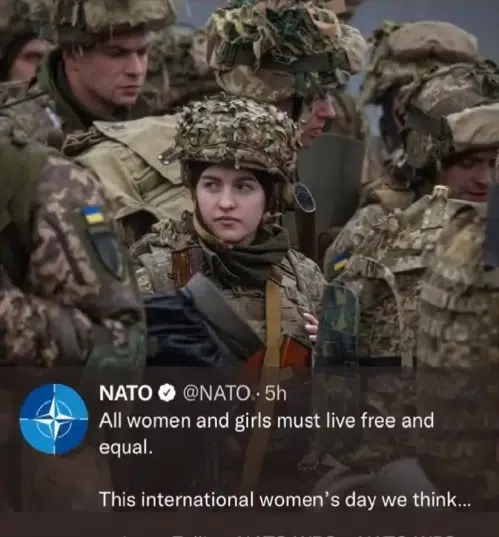 NATO @NATO · 5h
All women and girls must live free and
equal.
This international women's day we think...